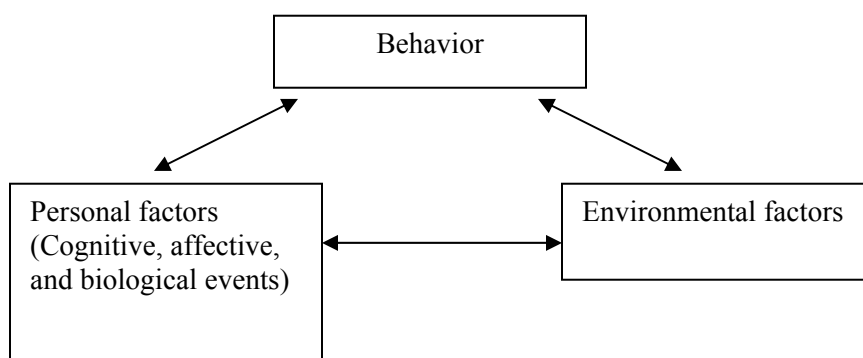 Behavior
Personal factors
(Cognitive, affective,
and biological events)
Environmental factors